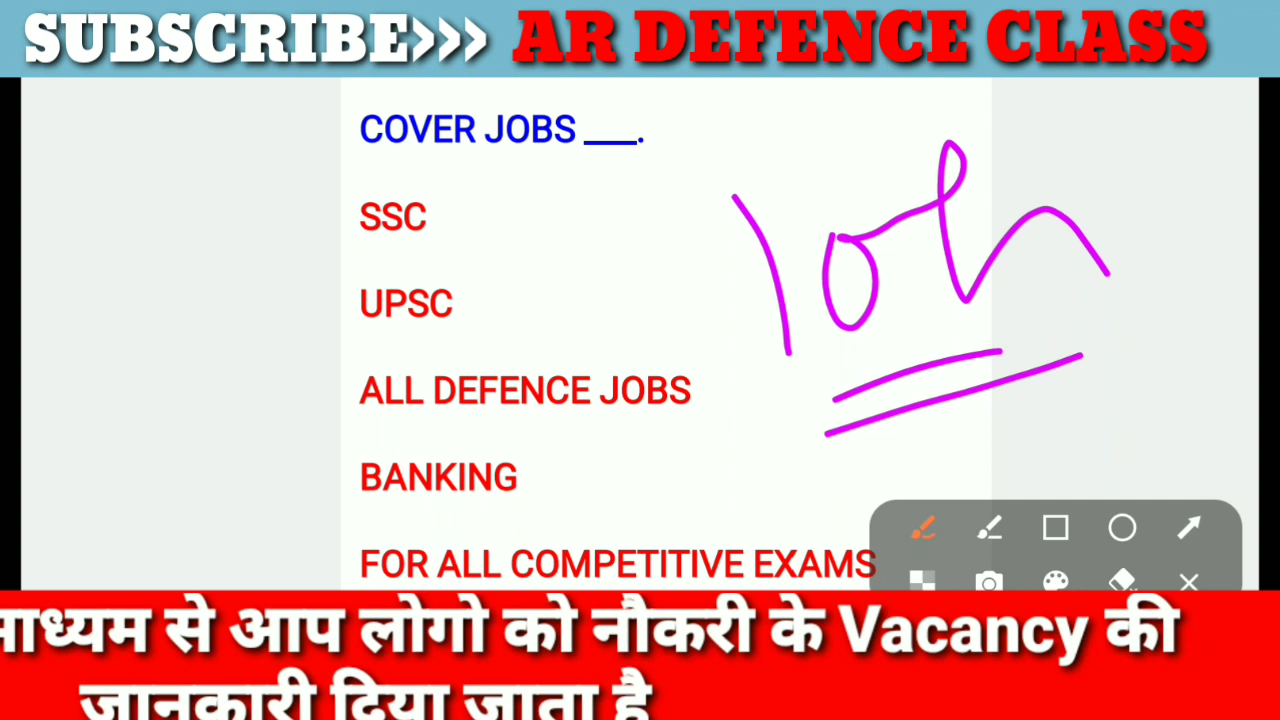 SUBSCRIBE>>> AR DEFENCE CLASS
COVER JOBS ___.
SSC
UPSC
ALL DEFENCE JOBS
BANKING
FOR ALL COMPETITIVE EXAMS
Job
माध्यम से आप लोगो को नौकरी के Vacancy की
जानकारी दिया जाता है